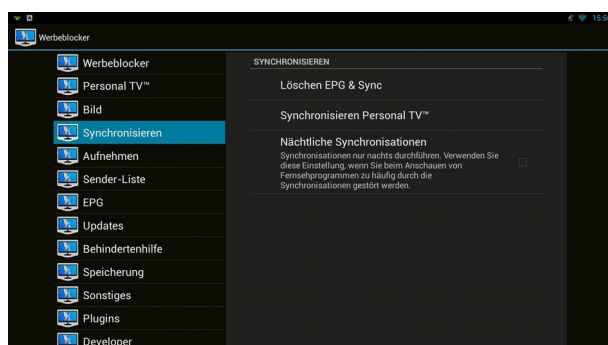 15:5
Werbeblocker
Werbeblocker
Personal TV™
Bild
Synchronisieren
Aufnehmen
Sender-Liste
EPG
Updates
Behindertenhilfe
Speicherung
Sonstiges
Plugins
Developer
SYNCHRONISIEREN
Löschen EPG & Sync
Synchronisieren Personal TV™
Nächtliche Synchronisationen
Synchronisationen nur nachts durchführen. Verwenden Sie
diese Einstellung, wenn Sie beim Anschauen von
Fernsehprogrammen zu häufig durch die
Synchronisationen gestört werden.